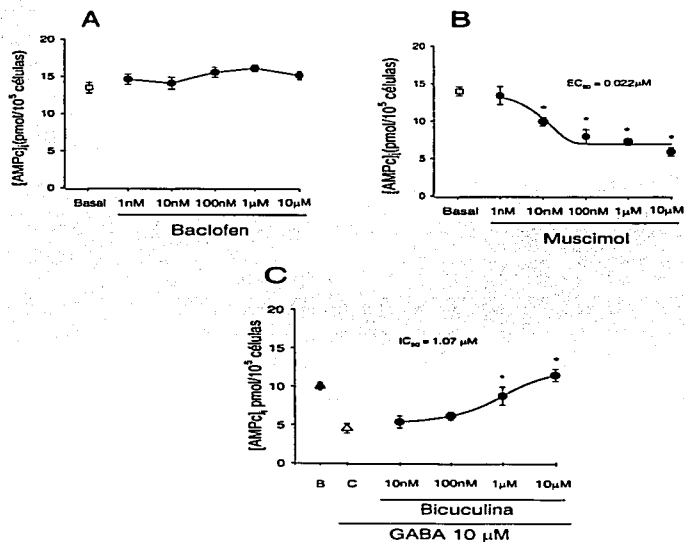 A
[AMPc]i(pmol/10⁵ células)
20
15
10
5
0
Basal 1nM 10nM 100nM 1µM 10µM
Baclofen
B
[AMPc]i(pmol/10⁵ células)
20
15
10
5
0
EC50 = 0.022µM
Basal 1nM 10nM 100nM 1µM 10µM
Muscimol
C
[AMPc]i pmol/10⁵ células)
20
15
10
5
0
IC50 = 1.07 µM
B C 10nM 100nM 1µM 10µM
Bicuculina
GABA 10 µM